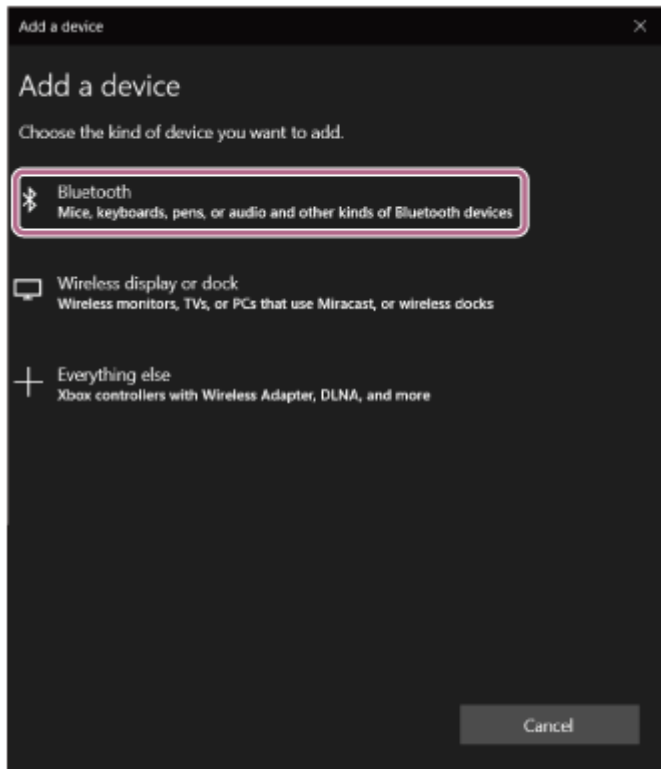 Add a device
Add a device
Choose the kind of device you want to add.
Bluetooth
Mice, keyboards, pens, or audio and other kinds of Bluetooth devices
Wireless display or dock
Wireless monitors, TVs, or PCs that use Miracast, or wireless docks
Everything else
Xbox controllers with Wireless Adapter, DLNA, and more
Cancel